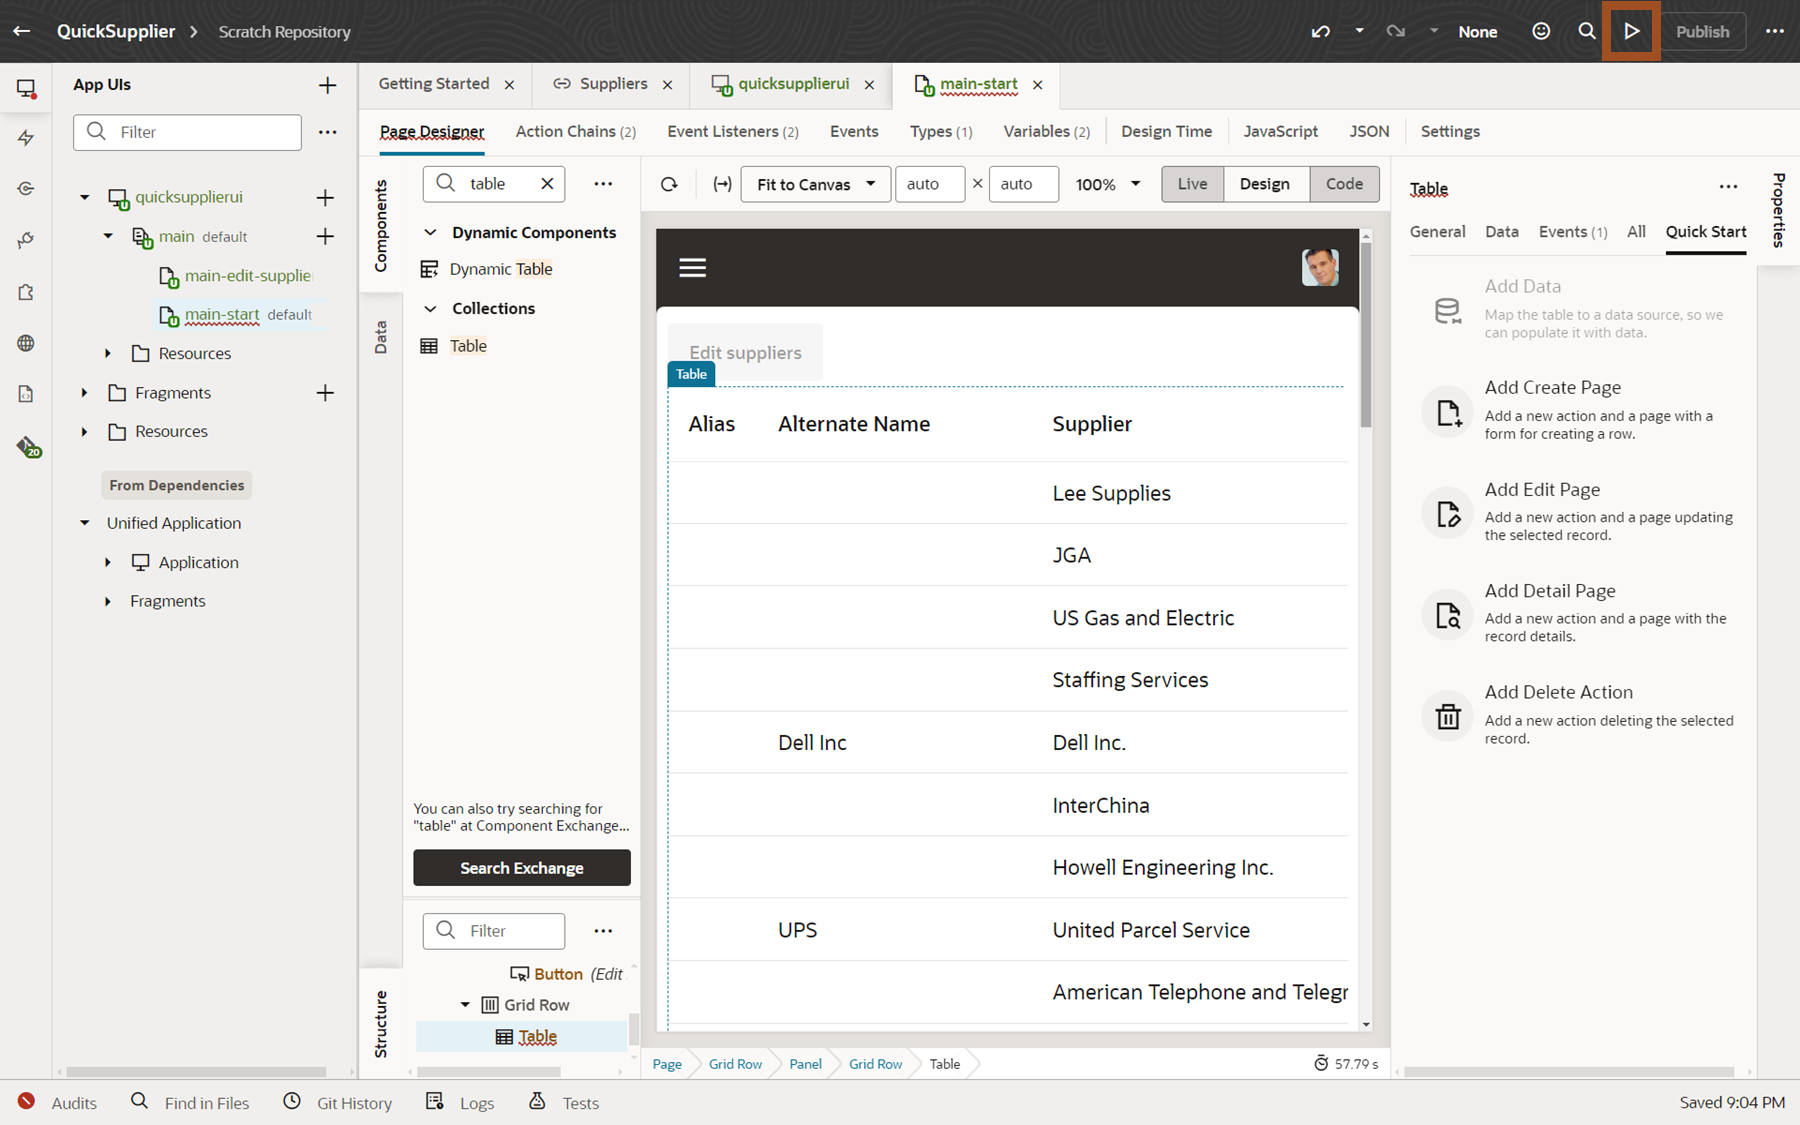 QuickSupplier
Scratch Repository
None
Publish
App UIs
Getting Started
Suppliers
quicksupplierui
main-start
Filter
Page Designer
Action Chains (2)
Event Listeners (2)
Events
Types (1)
Variables (2)
Design Time
JavaScript
JSON
Settings
quicksupplierui
main default
main-edit-supplie
main-start default
Resources
Fragments
Resources
From Dependencies
Unified Application
Application
Fragments
Components
Data
Structure
table
Dynamic Components
Dynamic Table
Collections
Table
You can also try searching for
"table" at Component Exchange...
Search Exchange
Filter
Button (Edit
Grid Row
Table
Fit to Canvas
auto
auto
100%
Live
Design
Code
Edit suppliers
Table
Alias Alternate Name Supplier
Lee Supplies
JGA
US Gas and Electric
Staffing Services
Dell Inc Dell Inc.
InterChina
Howell Engineering Inc.
UPS United Parcel Service
American Telephone and Telegr
Page
Grid Row
Panel
Grid Row
Table
57.79 s
Table
Properties
General
Data
Events (1)
All
Quick Start
Add Data
Map the table to a data source, so we
can populate it with data.
Add Create Page
Add a new action and a page with a
form for creating a row.
Add Edit Page
Add a new action and a page updating
the selected record.
Add Detail Page
Add a new action and a page with the
record details.
Add Delete Action
Add a new action deleting the selected
record.
20
Audits
Find in Files
Git History
Logs
Tests
Saved 9:04 PM